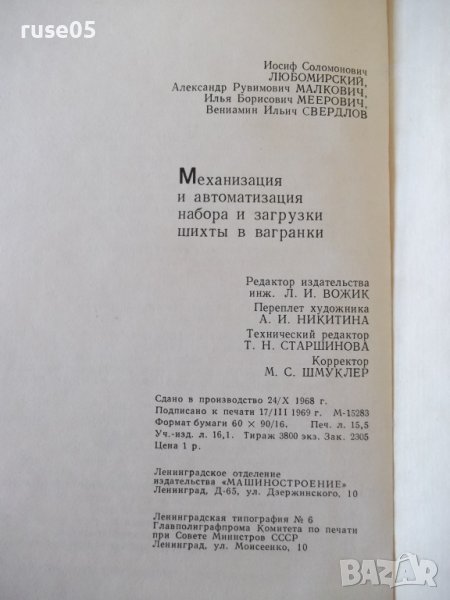 ruse05
Иосиф Соломонович
ЛЮБОМИРСКИЙ,
Александр Рувимович МАЛКОВИЧ,
Илья Борисович МЕЕРОВИЧ,
Вениамин Ильич СВЕРДЛОВ
Механизация
и автоматизация
набора и загрузки
шихты в вагранки
Редактор издательства
инж. Л. И. ВОЖИК
Переплет художника
А. И. НИКИТИНА
Технический редактор
Т. Н. СТАРШИНОВА
Корректор
М. С. ШМУКЛЕР
Сдано в производство 24/X 1968 г.
Подписано к печати 17/III 1969 г. М-15283
Формат бумаги 60 × 90/16. Печ. л. 15,5
Уч.-изд. л. 16,1. Тираж 3800 экз. Зак. 2305
Цена 1 р.
Ленинградское отделение
издательства «МАШИНОСТРОЕНИЕ»
Ленинград, Д-65, ул. Дзержинского, 10
Ленинградская типография № 6
Главполиграфпрома Комитета по печати
при Совете Министров СССР
Ленинград, ул. Моисеенко, 10
BAZAR